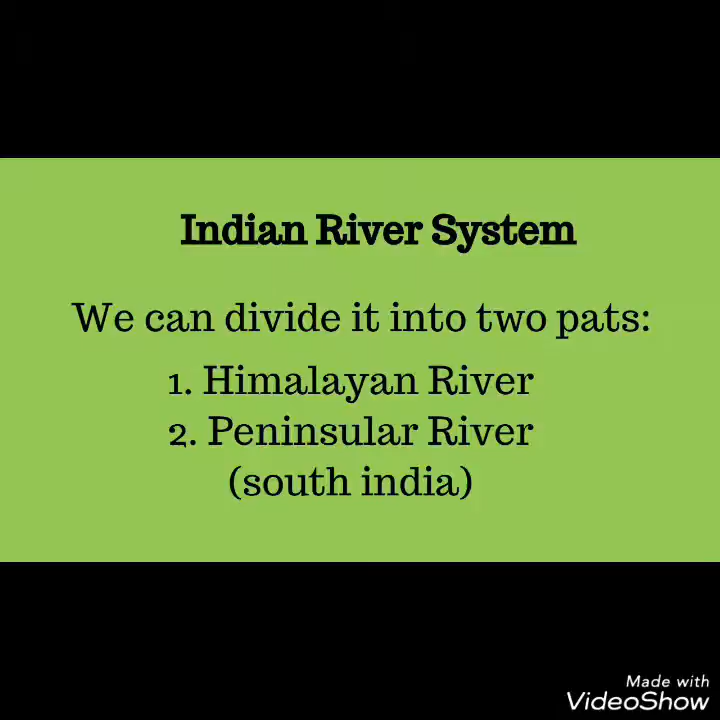 Indian River System
We can divide it into two pats:
1. Himalayan River
2. Peninsular River
(south india)
Made with
VideoShow